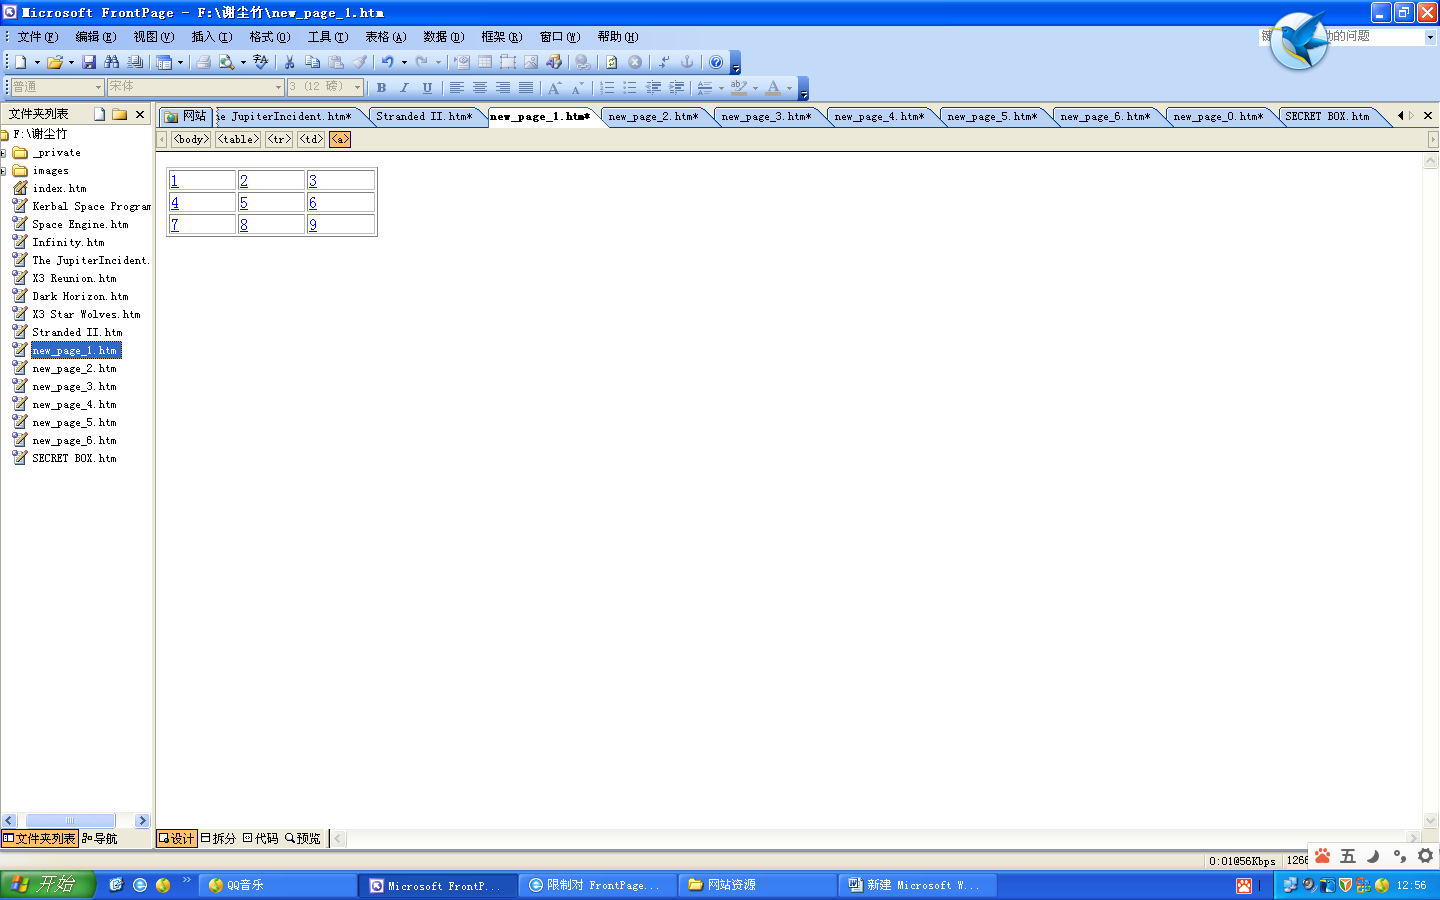 Microsoft FrontPage - F:\谢尘竹\new_page_1.htm
文件(F) 编辑(E) 视图(V) 插入(I) 格式(O) 工具(T) 表格(A) 数据(D) 框架(R) 窗口(W) 帮助(H) 的问题
普通 宋体 3 (12 磅) B I U
文件夹列表
网站 he JupiterIncident.htm* Stranded II.htm* new_page_1.htm* new_page_2.htm* new_page_3.htm* new_page_4.htm* new_page_5.htm* new_page_6.htm* new_page_0.htm* SECRET BOX.htm
<body> <table> <tr> <td> <a>
F:\谢尘竹
_private
images
index.htm
Kerbal Space Program
Space Engine.htm
Infinity.htm
The JupiterIncident.
X3 Reunion.htm
Dark Horizon.htm
X3 Star Wolves.htm
Stranded II.htm
new_page_1.htm
new_page_2.htm
new_page_3.htm
new_page_4.htm
new_page_5.htm
new_page_6.htm
SECRET BOX.htm
1 2 3
4 5 6
7 8 9
文件夹列表 导航 设计 拆分 代码 预览
0:01@56Kbps 1266
五
开始 QQ音乐 Microsoft FrontP... 限制对 FrontPage... 网站资源 新建 Microsoft W... 12:56